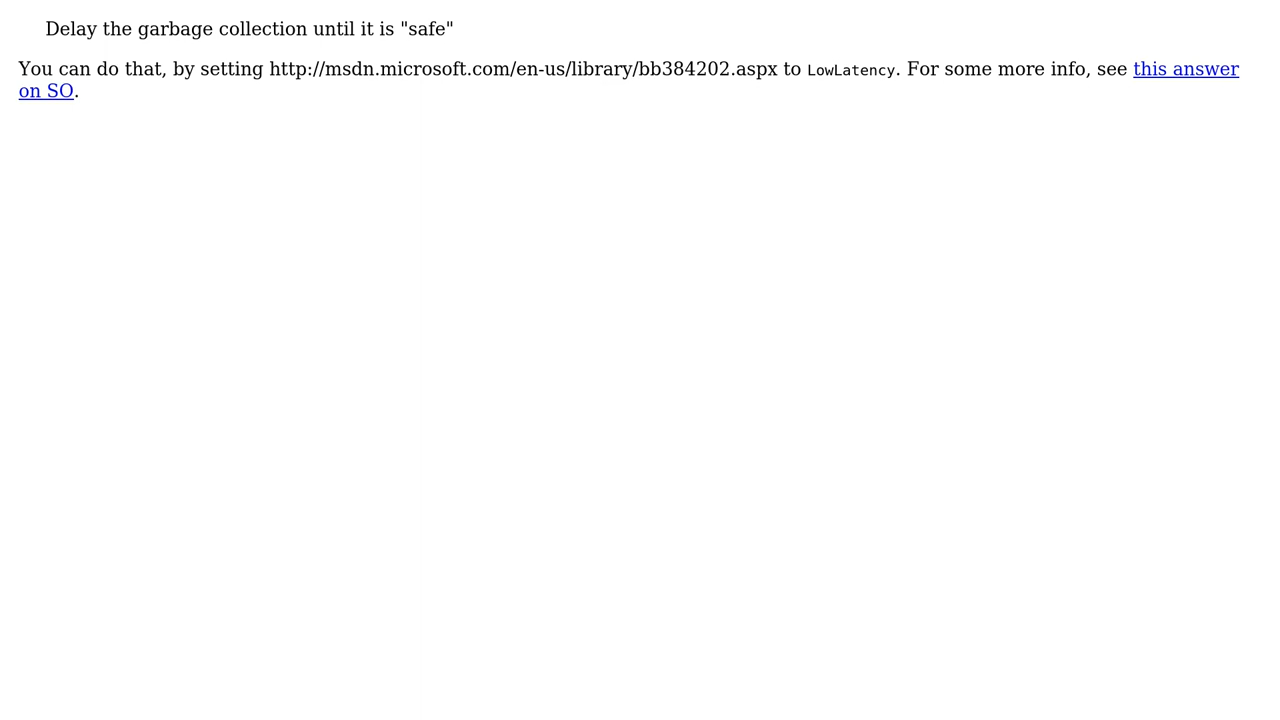 Delay the garbage collection until it is "safe"
You can do that, by setting http://msdn.microsoft.com/en-us/library/bb384202.aspx to LowLatency. For some more info, see this answer
on SO.